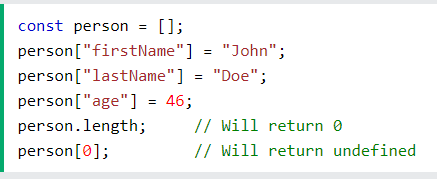 const person = [];
person["firstName"] = "John";
person["lastName"] = "Doe";
person["age"] = 46;
person.length;     // Will return 0
person[0];         // Will return undefined